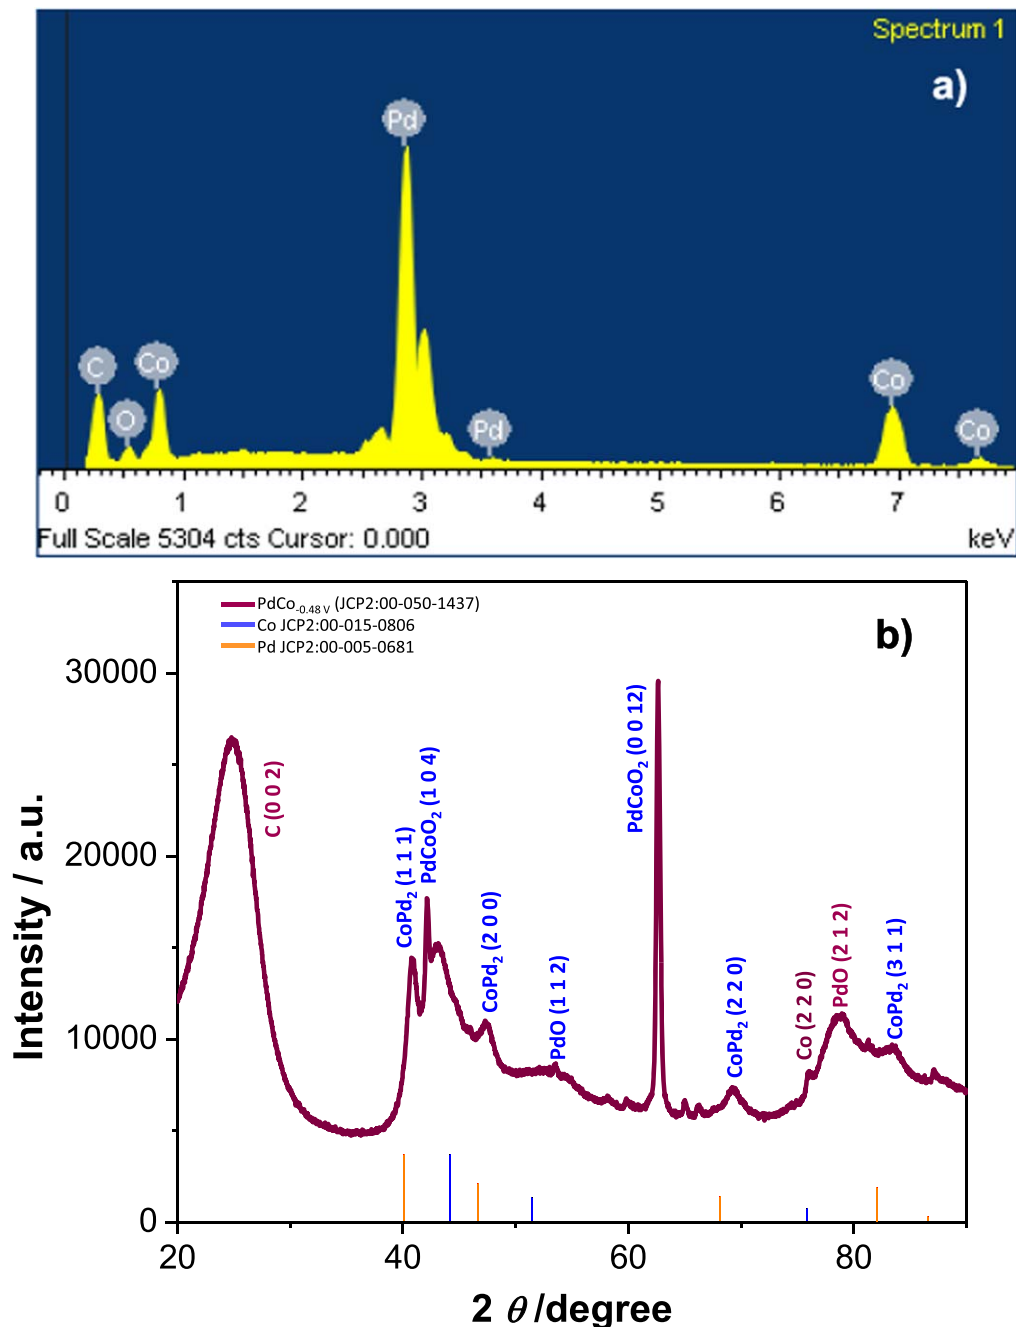 Spectrum 1
a)
Pd
C
O
Co
Pd
Co
Co
0 1 2 3 4 5 6 7
Full Scale 5304 cts Cursor: 0.000 keV
b)
PdCo-0.48 V (JCP2:00-050-1437)
Co JCP2:00-015-0806
Pd JCP2:00-005-0681
Intensity / a.u.
30000
20000
10000
0
C (0 0 2)
CoPd2 (1 1 1)
PdCoO2 (1 0 4)
CoPd2 (2 0 0)
PdO (1 1 2)
PdCoO2 (0 0 12)
CoPd2 (2 2 0)
Co (2 2 0)
PdO (2 1 2)
CoPd2 (3 1 1)
20 40 60 80
2 θ /degree